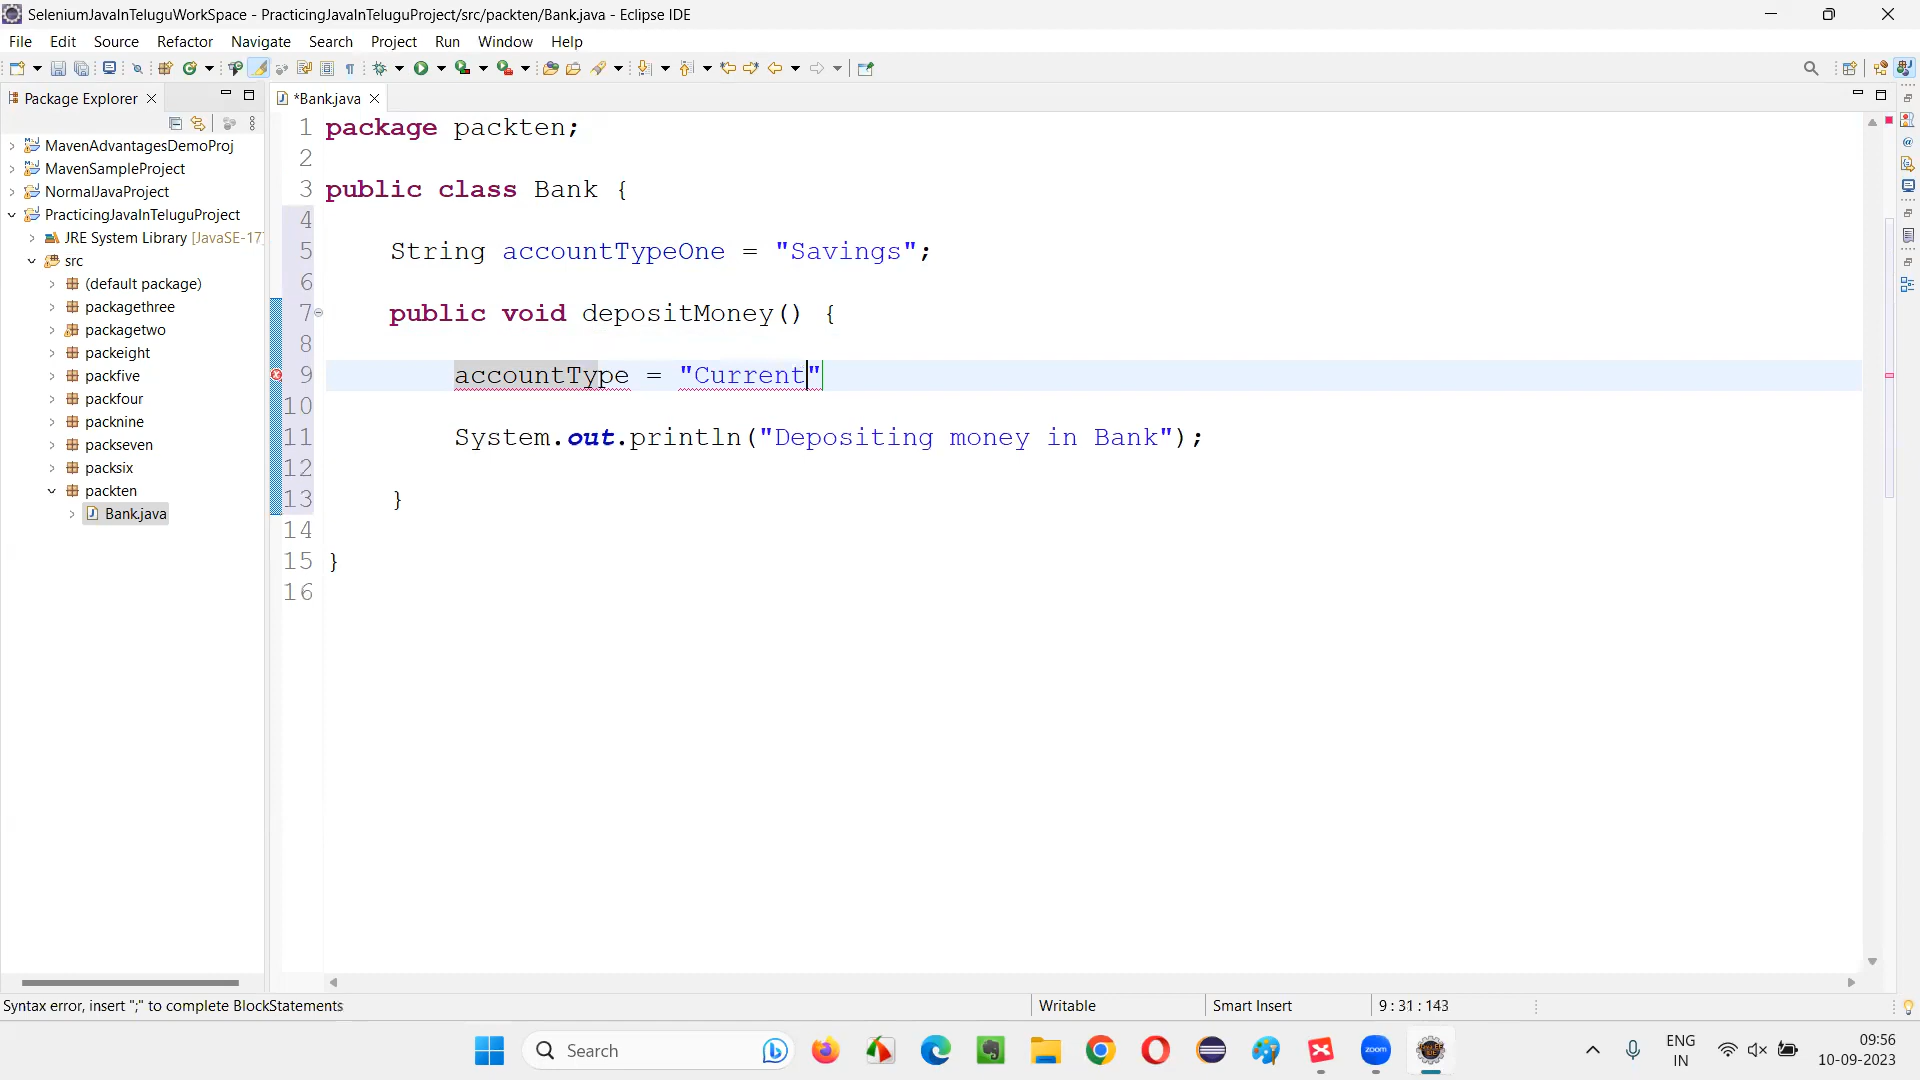 SeleniumJavaInTeluguWorkSpace - PracticingJavaInTeluguProject/src/packten/Bank.java - Eclipse IDE
File Edit Source Refactor Navigate Search Project Run Window Help
Package Explorer
*Bank.java
MavenAdvantagesDemoProj
MavenSampleProject
NormalJavaProject
PracticingJavaInTeluguProject
JRE System Library [JavaSE-17]
src
(default package)
packagethree
packagetwo
packeight
packfive
packfour
packnine
packseven
packsix
packten
Bank.java
1 package packten;
2
3 public class Bank {
4
5 String accountTypeOne = "Savings";
6
7 public void depositMoney() {
8
9 accountType = "Current"
10
11 System.out.println("Depositing money in Bank");
12
13 }
14
15 }
16
Syntax error, insert ";" to complete BlockStatements
Writable
Smart Insert
9 : 31 : 143
Search
zoom
ENG
IN
09:56
10-09-2023